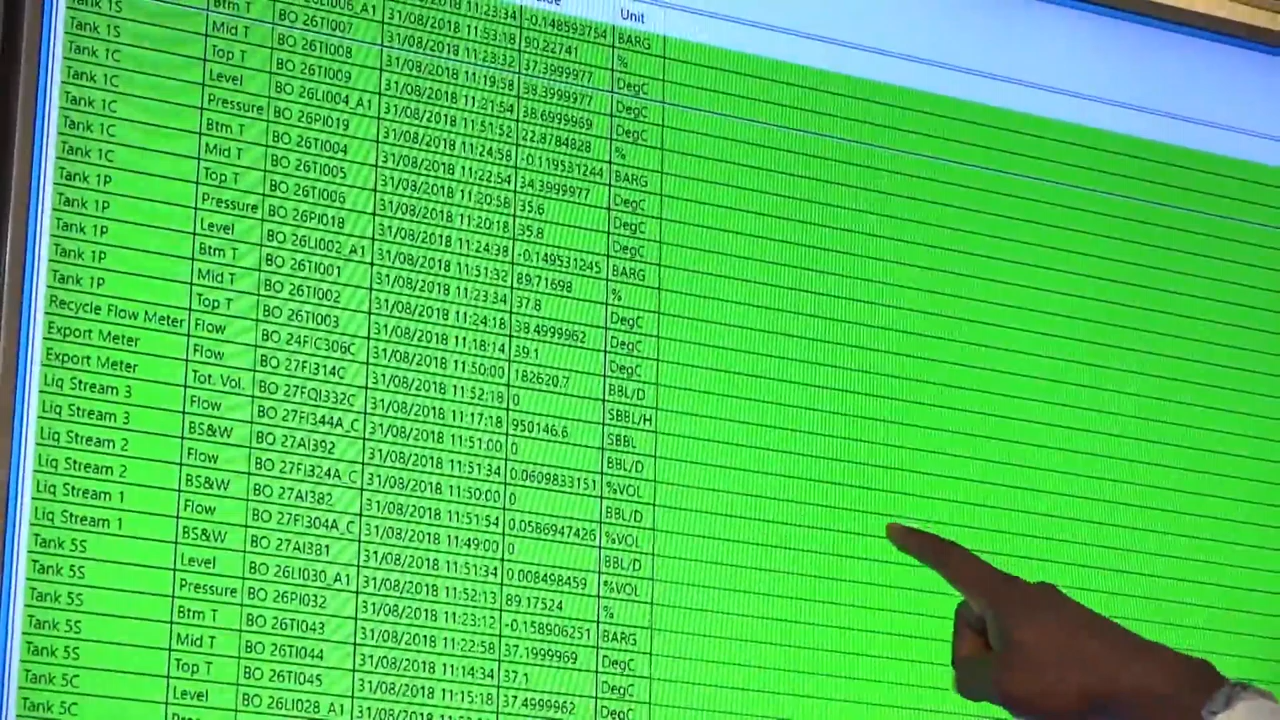 Unit
31/08/2018 11:23:34 -0.148593754 BARG
LI006_A1 31/08/2018 11:53:18 90.22741 %
Btm T BO 26TI007 31/08/2018 11:23:32 37.3999977 DegC
Tank 1S Mid T BO 26TI008 31/08/2018 11:19:58 38.3999977 DegC
Tank 1S Top T BO 26TI009 31/08/2018 11:21:54 38.6999969 DegC
Tank 1C Level BO 26LI004_A1 31/08/2018 11:51:52 22.8784828 %
Tank 1C Pressure BO 26PI019 31/08/2018 11:24:58 -0.119531244 BARG
Tank 1C Btm T BO 26TI004 31/08/2018 11:22:54 34.3999977 DegC
Tank 1C Mid T BO 26TI005 31/08/2018 11:20:58 35.6 DegC
Tank 1C Top T BO 26TI006 31/08/2018 11:20:18 35.8 DegC
Tank 1P Pressure BO 26PI018 31/08/2018 11:24:38 -0.149531245 BARG
Tank 1P Level BO 26LI002_A1 31/08/2018 11:51:32 89.71698 %
Tank 1P Btm T BO 26TI001 31/08/2018 11:23:34 37.8 DegC
Tank 1P Mid T BO 26TI002 31/08/2018 11:24:18 38.4999962 DegC
Tank 1P Top T BO 26TI003 31/08/2018 11:18:14 39.1 DegC
Recycle Flow Meter Flow BO 24FIC306C 31/08/2018 11:50:00 182620.7 BBL/D
Export Meter Flow BO 27FI314C 31/08/2018 11:52:18 0 SBBL/H
Export Meter Tot. Vol. BO 27FQI332C 31/08/2018 11:17:18 950146.6 SBBL
Liq Stream 3 Flow BO 27FI344A_C 31/08/2018 11:51:00 0 BBL/D
Liq Stream 3 BS&W BO 27AI392 31/08/2018 11:51:34 0.0609833151 %VOL
Liq Stream 2 Flow BO 27FI324A_C 31/08/2018 11:50:00 0 BBL/D
Liq Stream 2 BS&W BO 27AI382 31/08/2018 11:51:54 0.0586947426 %VOL
Liq Stream 1 Flow BO 27FI304A_C 31/08/2018 11:49:00 0 BBL/D
Liq Stream 1 BS&W BO 27AI381 31/08/2018 11:51:34 0.008498459 %VOL
Tank 5S Level BO 26LI030_A1 31/08/2018 11:52:13 89.17524 %
Tank 5S Pressure BO 26PI032 31/08/2018 11:23:12 -0.158906251 BARG
Tank 5S Btm T BO 26TI043 31/08/2018 11:22:58 37.1999969 DegC
Tank 5S Mid T BO 26TI044 31/08/2018 11:14:34 37.1 DegC
Tank 5S Top T BO 26TI045 31/08/2018 11:15:18 37.4999962 DegC
Tank 5C Level BO 26LI028_A1 31/08/2018
Tank 5C